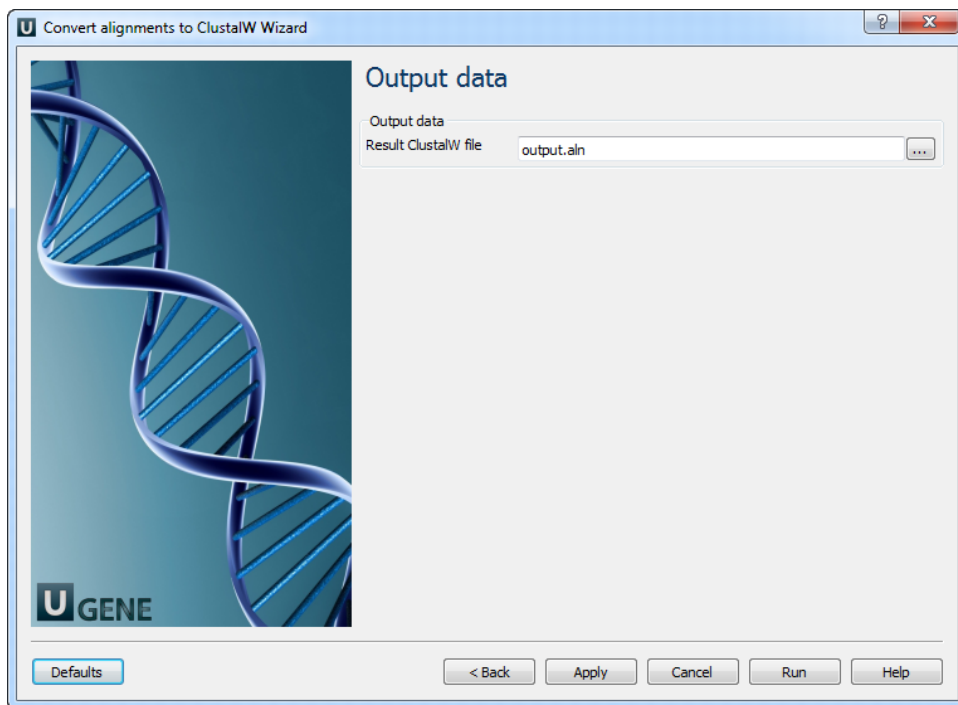 U Convert alignments to ClustalW Wizard ? X
Output data
Output data
Result ClustalW file output.aln ...
U GENE
Defaults < Back Apply Cancel Run Help